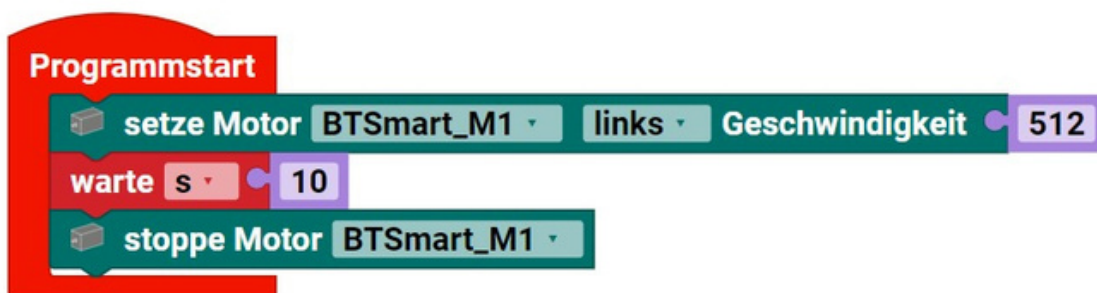 Programmstart
setze Motor BTSmart_M1 links Geschwindigkeit 512
warte s 10
stoppe Motor BTSmart_M1